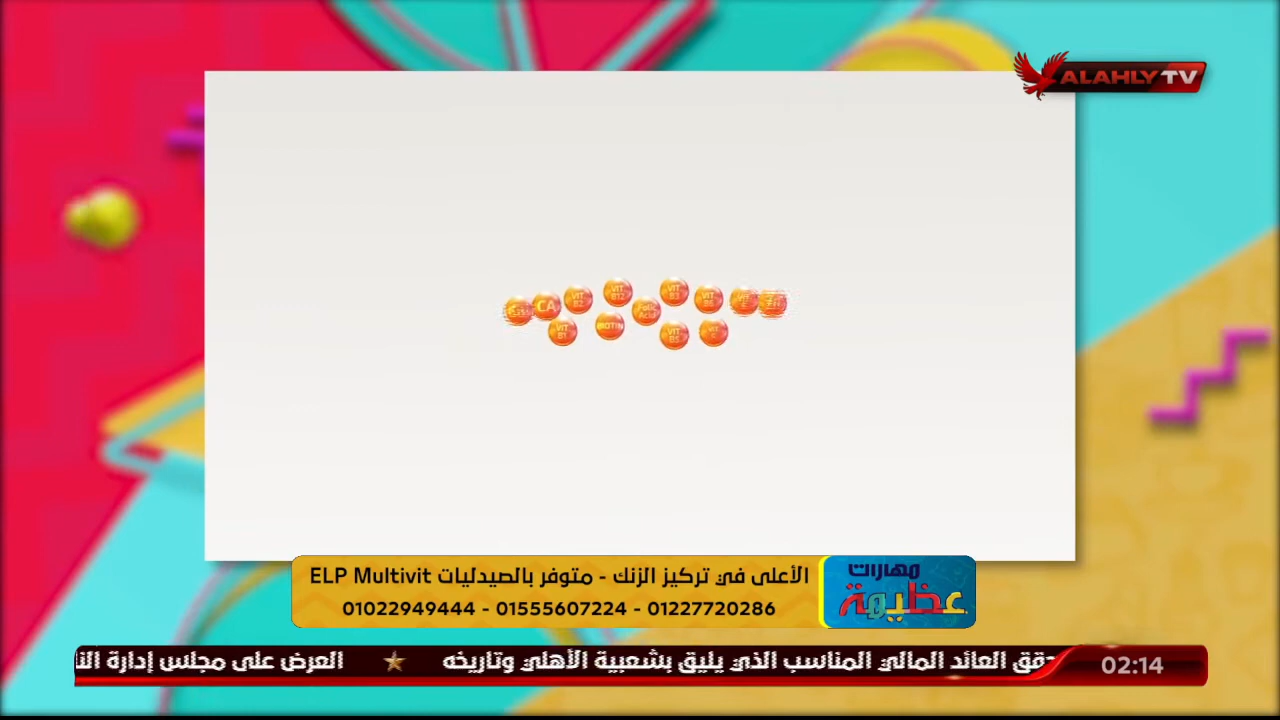 ALAHLY TV
CA
VIT B2
VIT B12
Folic Acid
VIT B3
VIT B6
VIT B1
BIOTIN
VIT B5
الأعلى في تركيز الزنك - متوفر بالصيدليات ELP Multivit
01022949444 - 01555607224 - 01227720286
مهارات
عظيمة
العائد المالي المناسب الذي يليق بشعبية الأهلي وتاريخه ★ العرض على مجلس إدارة
02:14